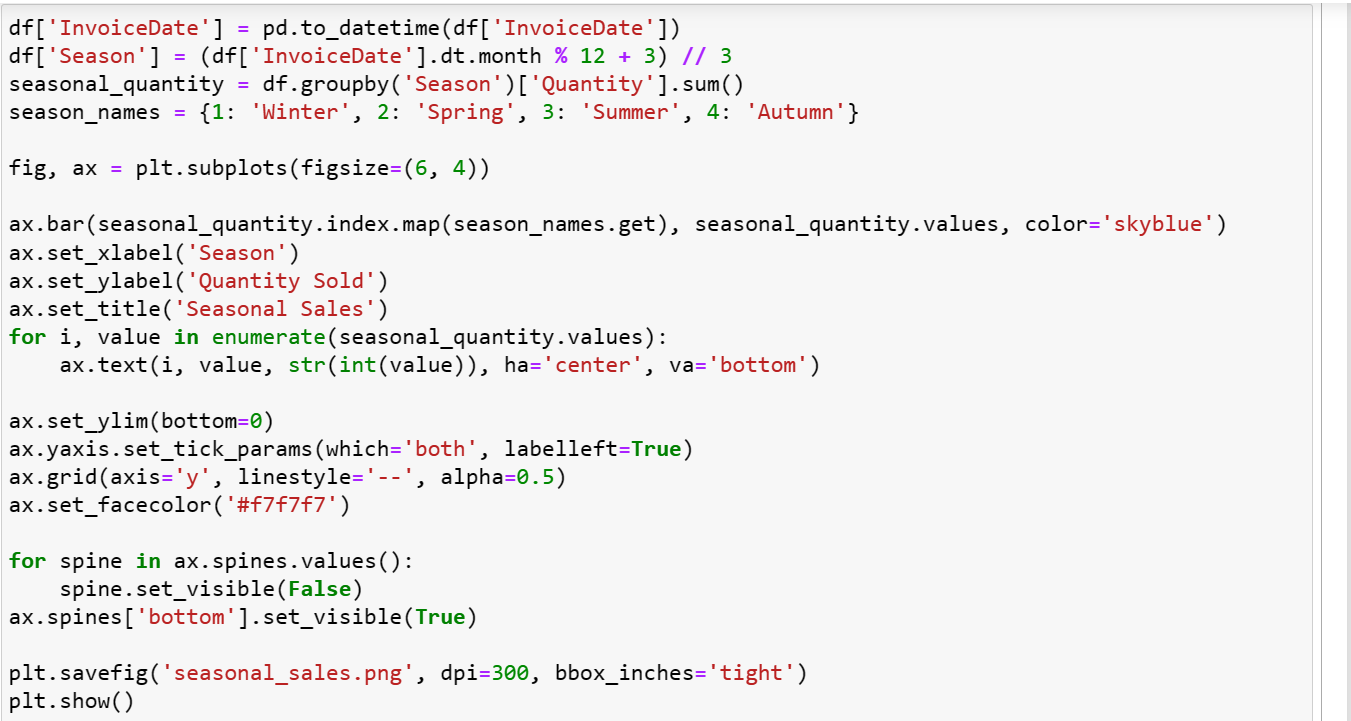 df['InvoiceDate'] = pd.to_datetime(df['InvoiceDate'])
df['Season'] = (df['InvoiceDate'].dt.month % 12 + 3) // 3
seasonal_quantity = df.groupby('Season')['Quantity'].sum()
season_names = {1: 'Winter', 2: 'Spring', 3: 'Summer', 4: 'Autumn'}

fig, ax = plt.subplots(figsize=(6, 4))

ax.bar(seasonal_quantity.index.map(season_names.get), seasonal_quantity.values, color='skyblue')
ax.set_xlabel('Season')
ax.set_ylabel('Quantity Sold')
ax.set_title('Seasonal Sales')
for i, value in enumerate(seasonal_quantity.values):
    ax.text(i, value, str(int(value)), ha='center', va='bottom')

ax.set_ylim(bottom=0)
ax.yaxis.set_tick_params(which='both', labelleft=True)
ax.grid(axis='y', linestyle='--', alpha=0.5)
ax.set_facecolor('#f7f7f7')

for spine in ax.spines.values():
    spine.set_visible(False)
ax.spines['bottom'].set_visible(True)

plt.savefig('seasonal_sales.png', dpi=300, bbox_inches='tight')
plt.show()